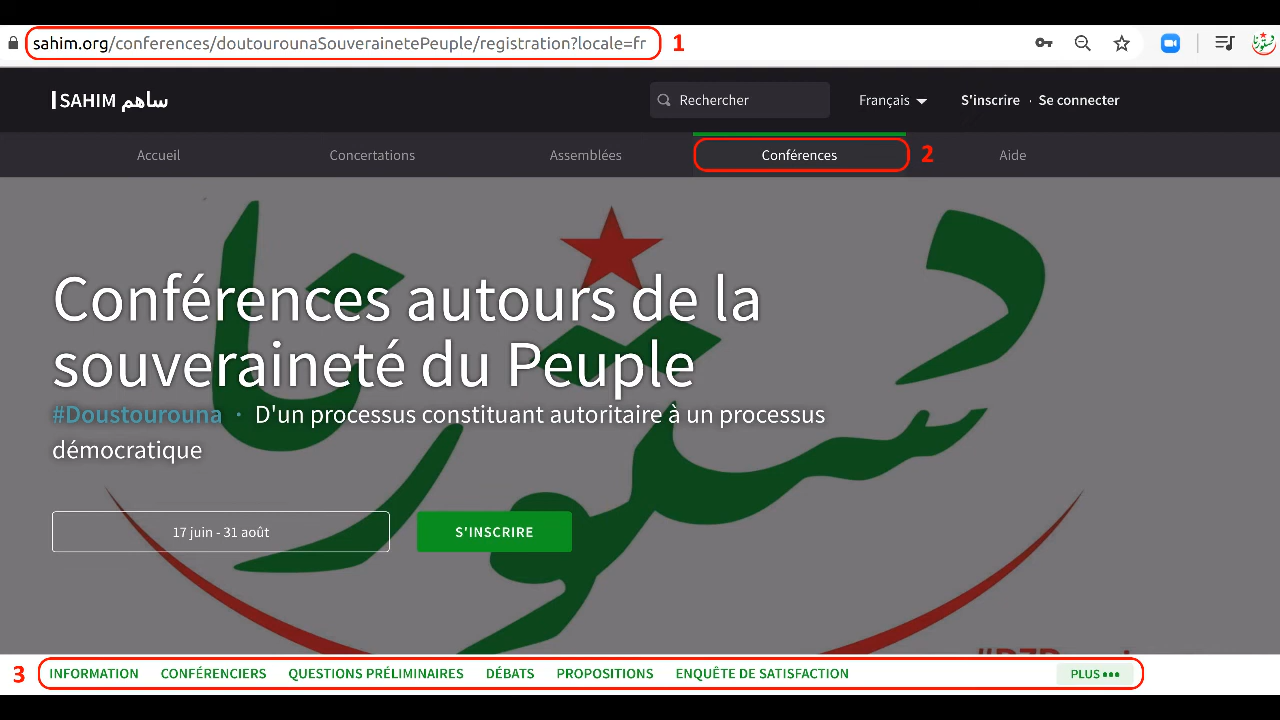 sahim.org/conferences/doutourounaSouverainetePeuple/registration?locale=fr 1
SAHIM ساهم
Rechercher
Français
S'inscrire · Se connecter
Accueil
Concertations
Assemblées
Conférences 2
Aide
Conférences autours de la
souveraineté du Peuple
#Doustourouna · D'un processus constituant autoritaire à un processus
démocratique
17 juin - 31 août
S'INSCRIRE
دستورنا
3 INFORMATION CONFÉRENCIERS QUESTIONS PRÉLIMINAIRES DÉBATS PROPOSITIONS ENQUÊTE DE SATISFACTION PLUS •••